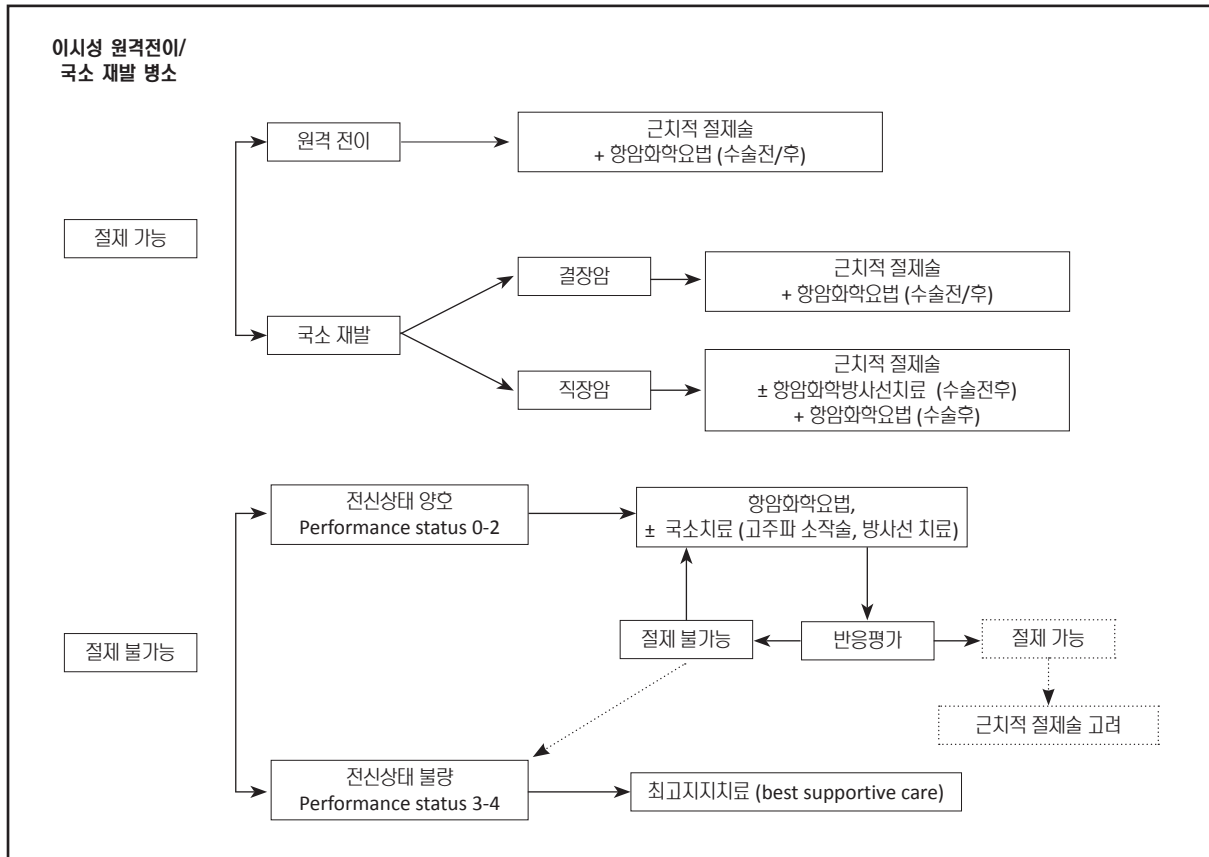 이시성 원격전이/
국소 재발 병소
원격 전이
근치적 절제술
+ 항암화학요법 (수술전/후)
절제 가능
결장암
근치적 절제술
+ 항암화학요법 (수술전/후)
국소 재발
직장암
근치적 절제술
± 항암화학방사선치료 (수술전후)
+ 항암화학요법 (수술후)
전신상태 양호
Performance status 0-2
항암화학요법,
± 국소치료 (고주파 소작술, 방사선 치료)
절제 불가능
절제 불가능
반응평가
절제 가능
근치적 절제술 고려
전신상태 불량
Performance status 3-4
최고지지치료 (best supportive care)